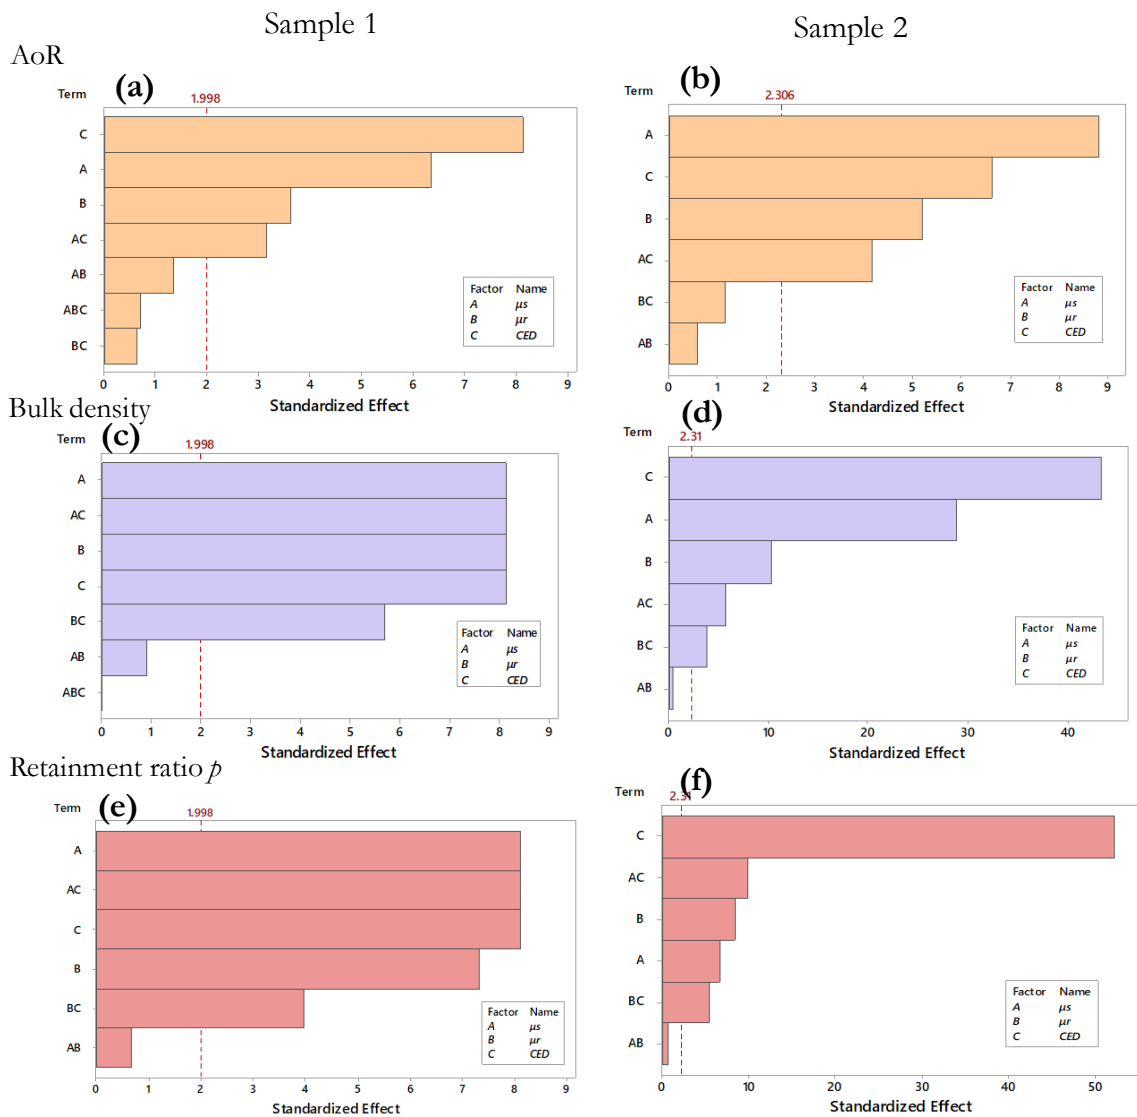 Sample 1
Sample 2
AoR
(a)
Term
1.998
C
A
B
AC
AB
ABC
BC
Factor Name
A μs
B μr
C CED
0 1 2 3 4 5 6 7 8 9
Standardized Effect
(b)
Term
2.306
A
C
B
AC
BC
AB
Factor Name
A μs
B μr
C CED
0 1 2 3 4 5 6 7 8 9
Standardized Effect
Bulk density
(c)
Term
1.998
A
AC
B
C
BC
AB
ABC
Factor Name
A μs
B μr
C CED
0 1 2 3 4 5 6 7 8 9
Standardized Effect
(d)
Term
2.31
C
A
B
AC
BC
AB
Factor Name
A μs
B μr
C CED
0 10 20 30 40
Standardized Effect
Retainment ratio p
(e)
Term
1.998
A
AC
C
B
BC
AB
Factor Name
A μs
B μr
C CED
0 1 2 3 4 5 6 7 8 9
Standardized Effect
(f)
Term
2.31
C
AC
B
A
BC
AB
Factor Name
A μs
B μr
C CED
0 10 20 30 40 50
Standardized Effect